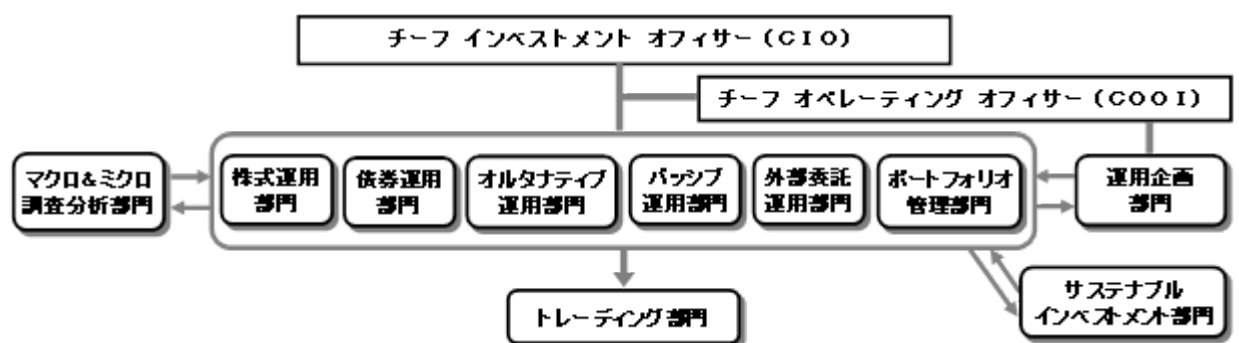 チーフ インベストメント オフィサー（CIO）
チーフ オペレーティング オフィサー（COOI）
マクロ&ミクロ
調査分析部門
株式運用
部門
債券運用
部門
オルタナティブ
運用部門
パッシブ
運用部門
外部委託
運用部門
ポートフォリオ
管理部門
運用企画
部門
トレーディング部門
サステナブル
インベストメント部門